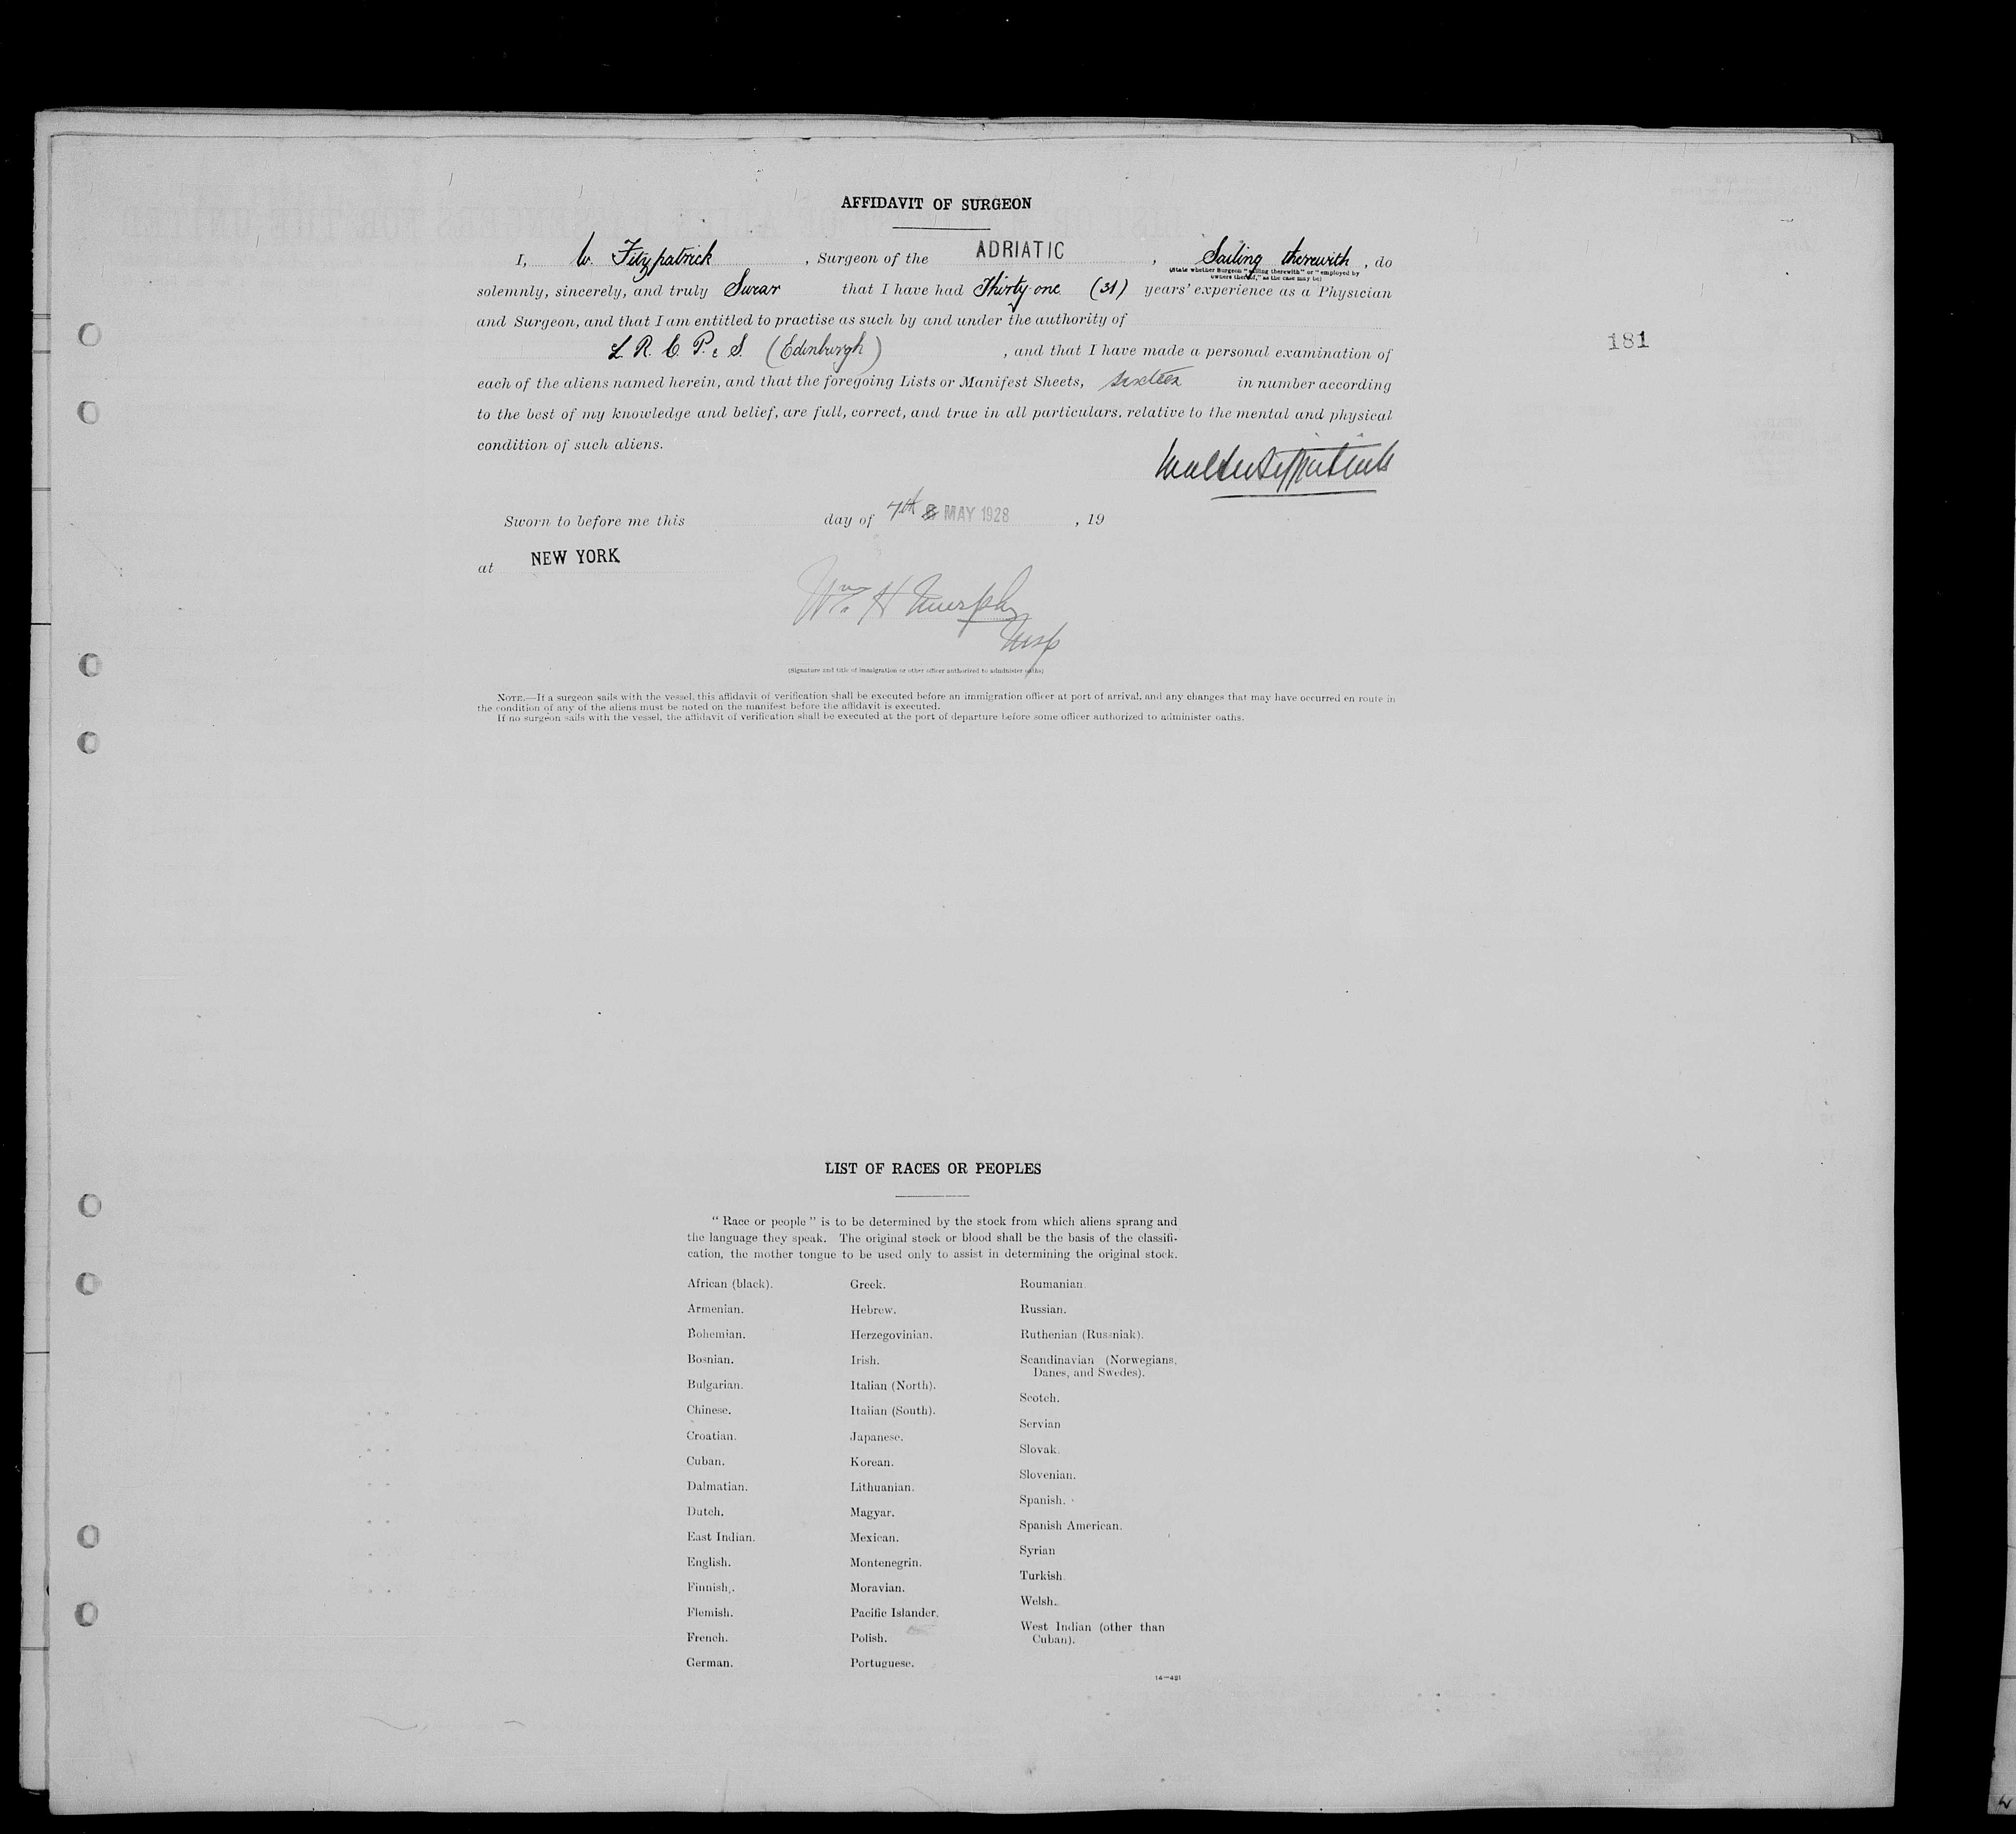 AFFIDAVIT OF SURGEON
I, W. Fitzpatrick, Surgeon of the ADRIATIC, Sailing therewith, do
(State whether Surgeon "sailing therewith" or "employed by
owners thereof," as the case may be)
solemnly, sincerely, and truly Swear that I have had Thirty-one (31) years' experience as a Physician
and Surgeon, and that I am entitled to practise as such by and under the authority of
L. R. C. P. & S. (Edinburgh), and that I have made a personal examination of
181
each of the aliens named herein, and that the foregoing Lists or Manifest Sheets, sixteen in number according
to the best of my knowledge and belief, are full, correct, and true in all particulars, relative to the mental and physical
condition of such aliens.
Walter Fitzpatrick
Sworn to before me this day of 7th 8 MAY 1928, 19
at NEW YORK
Wm. H Murphy
Insp
(Signature and title of immigration or other officer authorized to administer oaths)
NOTE.—If a surgeon sails with the vessel, this affidavit of verification shall be executed before an immigration officer at port of arrival, and any changes that may have occurred en route in
the condition of any of the aliens must be noted on the manifest before the affidavit is executed.
If no surgeon sails with the vessel, the affidavit of verification shall be executed at the port of departure before some officer authorized to administer oaths.
LIST OF RACES OR PEOPLES
"Race or people" is to be determined by the stock from which aliens sprang and
the language they speak. The original stock or blood shall be the basis of the classifi-
cation, the mother tongue to be used only to assist in determining the original stock.
African (black).
Armenian.
Bohemian.
Bosnian.
Bulgarian.
Chinese.
Croatian.
Cuban.
Dalmatian.
Dutch.
East Indian.
English.
Finnish.
Flemish.
French.
German.
Greek.
Hebrew.
Herzegovinian.
Irish.
Italian (North).
Italian (South).
Japanese.
Korean.
Lithuanian.
Magyar.
Mexican.
Montenegrin.
Moravian.
Pacific Islander.
Polish.
Portuguese.
Roumanian.
Russian.
Ruthenian (Russniak).
Scandinavian (Norwegians,
Danes, and Swedes).
Scotch.
Servian
Slovak.
Slovenian.
Spanish.
Spanish American.
Syrian
Turkish.
Welsh.
West Indian (other than
Cuban).
14—421